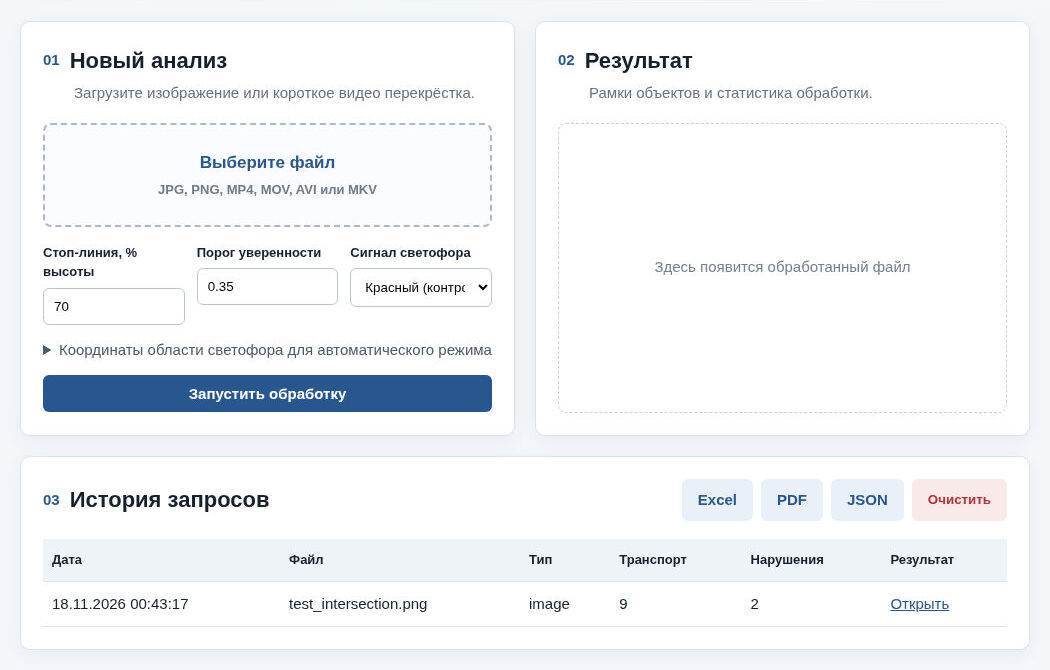 01 Новый анализ
Загрузите изображение или короткое видео перекрёстка.
Выберите файл
JPG, PNG, MP4, MOV, AVI или MKV
Стоп-линия, %
высоты
70
Порог уверенности
0.35
Сигнал светофора
Красный (контрс
Координаты области светофора для автоматического режима
Запустить обработку
02 Результат
Рамки объектов и статистика обработки.
Здесь появится обработанный файл
03 История запросов
Excel PDF JSON Очистить
Дата Файл Тип Транспорт Нарушения Результат
18.11.2026 00:43:17 test_intersection.png image 9 2 Открыть